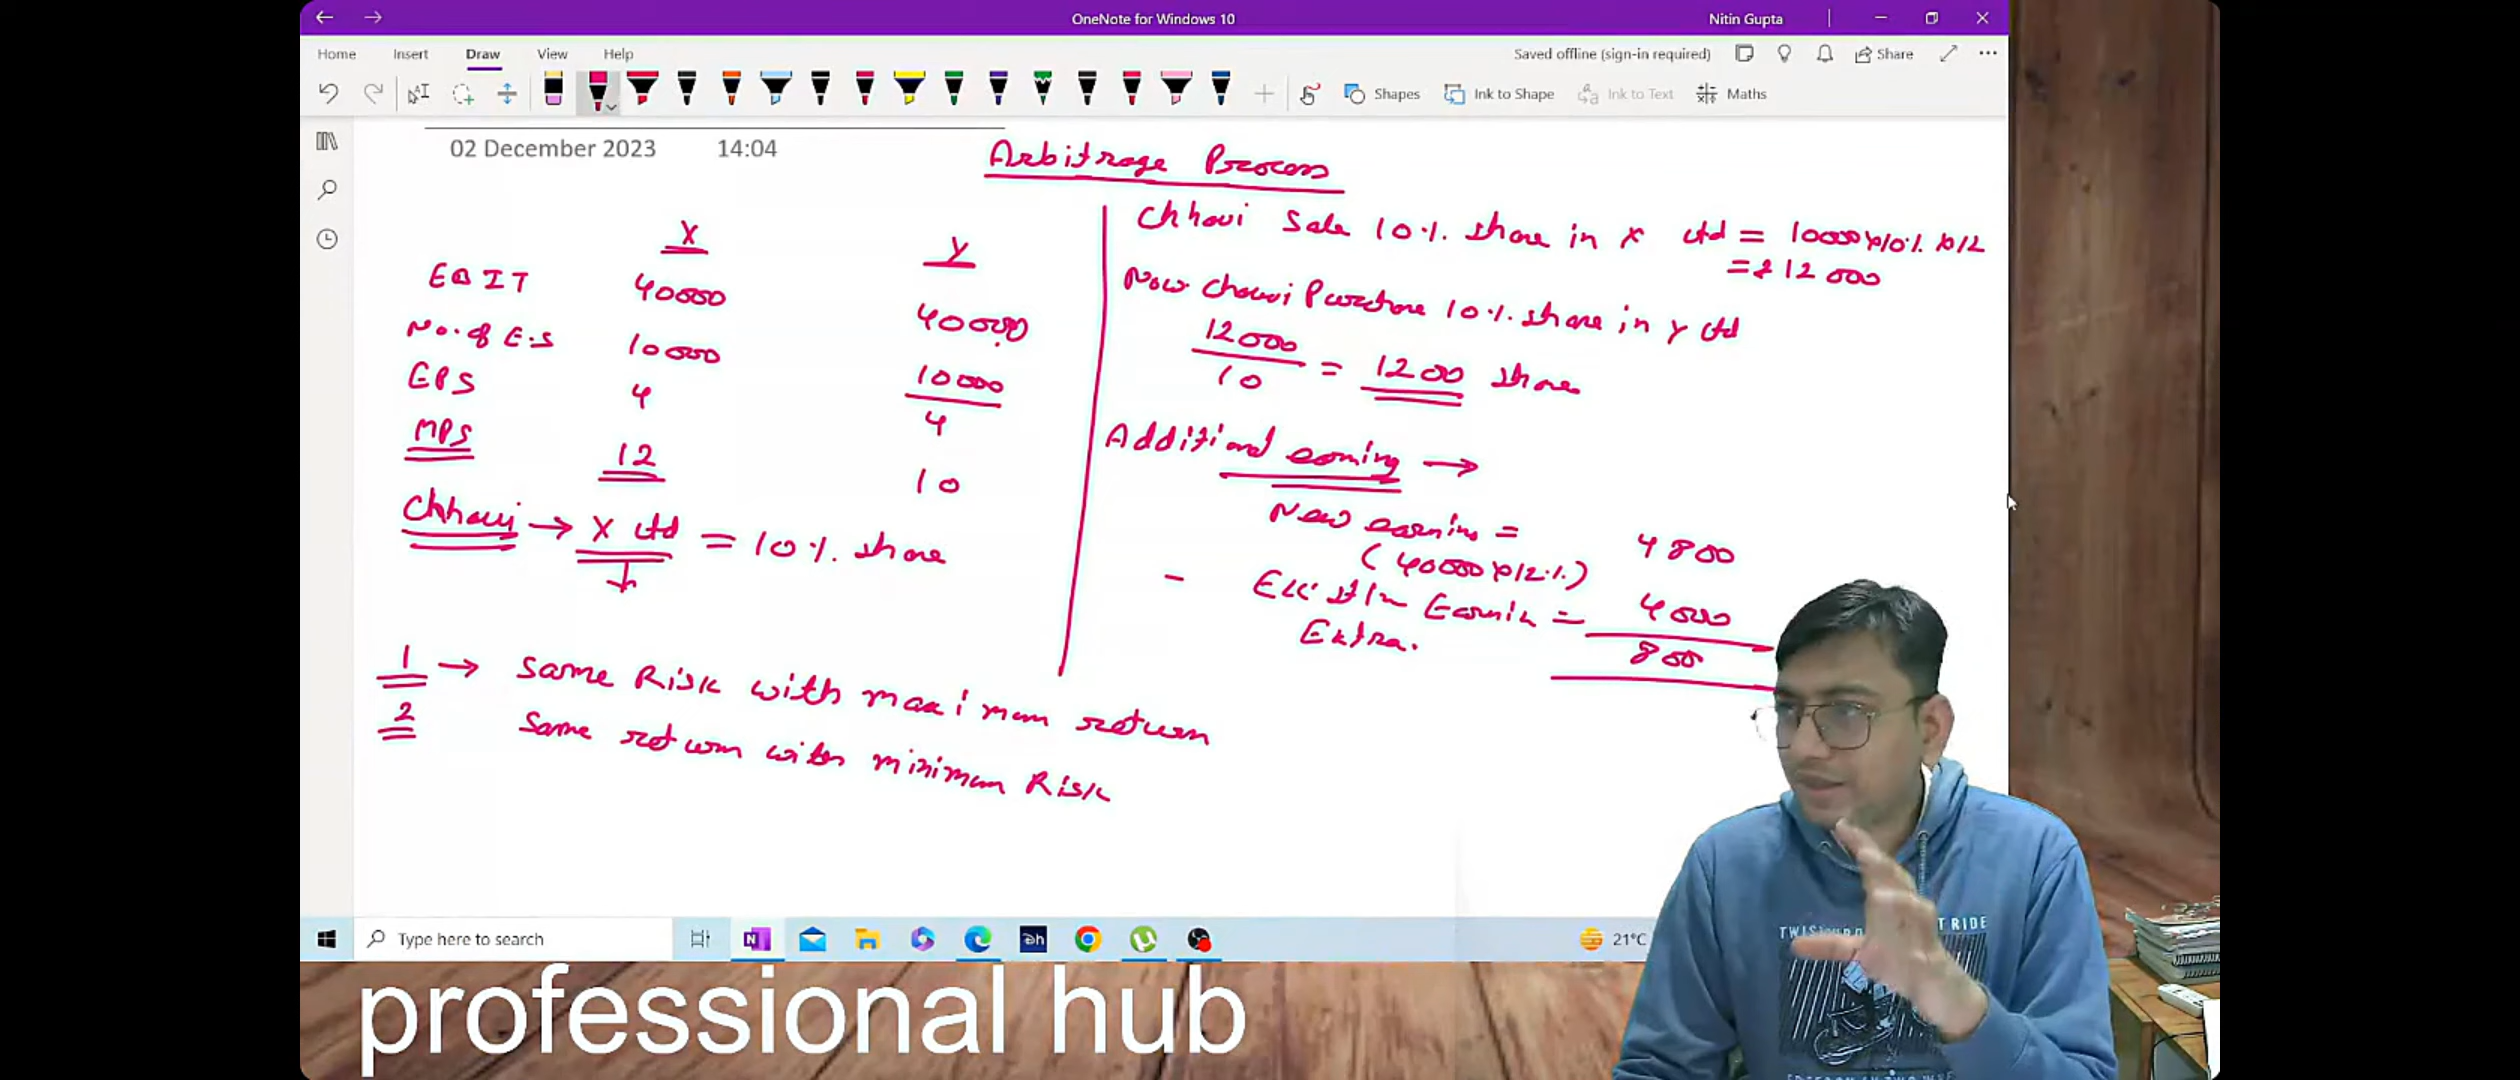 OneNote for Windows 10
Nitin Gupta
Home Insert Draw View Help
Saved offline (sign-in required)
Share
Shapes Ink to Shape Ink to Text Maths
02 December 2023 14:04
Arbitrage Process
X Y
EBIT 40000 40000
No. of E.S 10000 10000
EPS 4 4
MPS 12 10
Chhavi → X Ltd = 10% share
1 → Same Risk with maximum return
2 Same return with minimum Risk
Chhavi Sale 10% share in X Ltd = 10000×10%×12
= ₹12000
Now Chavi Purchase 10% share in Y Ltd
12000
10
= 1200 share
Additional earning →
New earning = 4800
(40000×12%)
- Existin Earnin = 4000
Extra. 800
Type here to search
21°C
professional hub
T RIDE